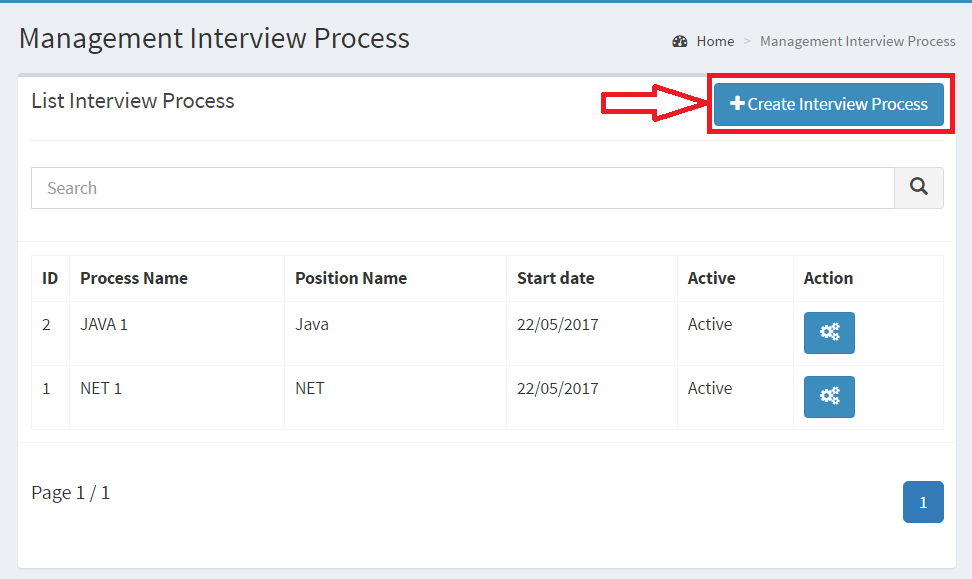 Management Interview Process
Home > Management Interview Process
List Interview Process
Create Interview Process
Search
ID Process Name Position Name Start date Active Action
2 JAVA 1 Java 22/05/2017 Active
1 NET 1 NET 22/05/2017 Active
Page 1 / 1
1